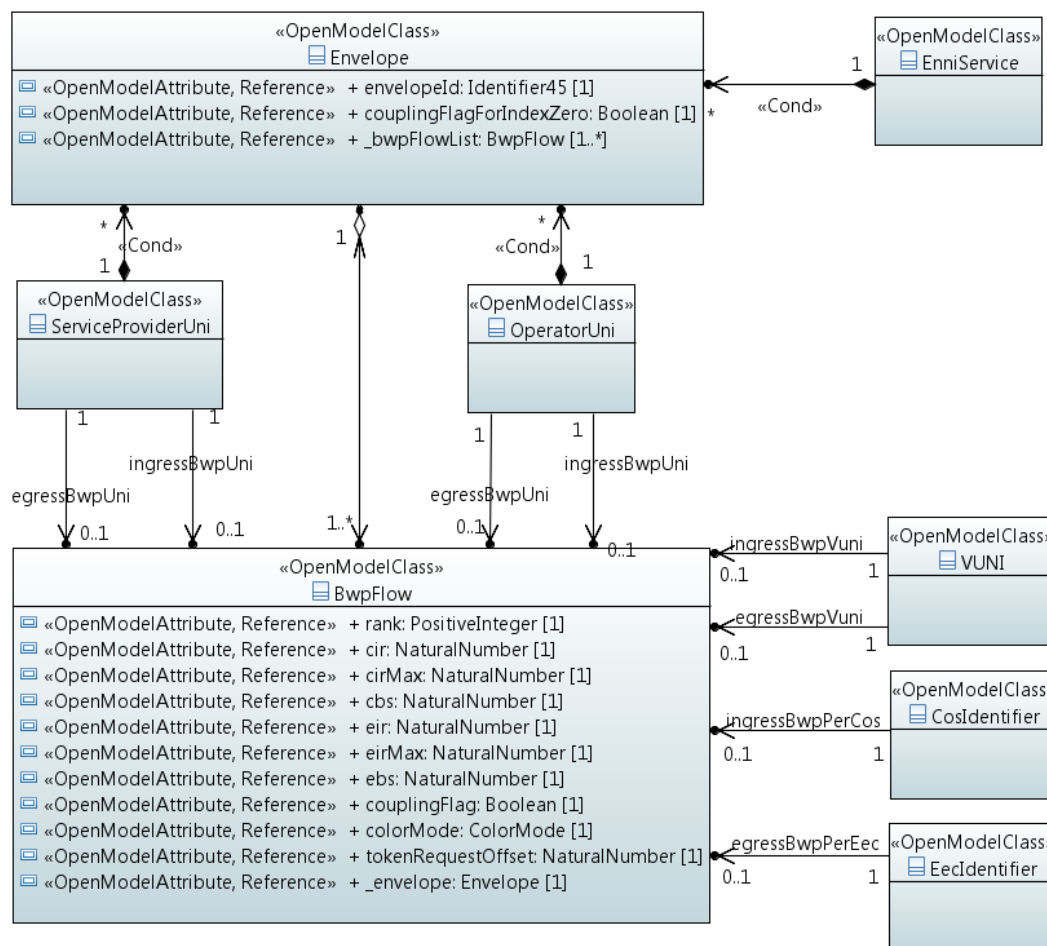 «OpenModelClass»
Envelope
«OpenModelAttribute, Reference» + envelopeId: Identifier45 [1]
«OpenModelAttribute, Reference» + couplingFlagForIndexZero: Boolean [1]
«OpenModelAttribute, Reference» + _bwpFlowList: BwpFlow [1..*]
«OpenModelClass»
EnniService
1
«Cond»
*
*
«Cond»
1
1
*
«Cond»
1
«OpenModelClass»
ServiceProviderUni
«OpenModelClass»
OperatorUni
1
1
ingressBwpUni
egressBwpUni
0..1
0..1
1..*
1
1
ingressBwpUni
egressBwpUni
0..1
0..1
«OpenModelClass»
BwpFlow
«OpenModelAttribute, Reference» + rank: PositiveInteger [1]
«OpenModelAttribute, Reference» + cir: NaturalNumber [1]
«OpenModelAttribute, Reference» + cirMax: NaturalNumber [1]
«OpenModelAttribute, Reference» + cbs: NaturalNumber [1]
«OpenModelAttribute, Reference» + eir: NaturalNumber [1]
«OpenModelAttribute, Reference» + eirMax: NaturalNumber [1]
«OpenModelAttribute, Reference» + ebs: NaturalNumber [1]
«OpenModelAttribute, Reference» + couplingFlag: Boolean [1]
«OpenModelAttribute, Reference» + colorMode: ColorMode [1]
«OpenModelAttribute, Reference» + tokenRequestOffset: NaturalNumber [1]
«OpenModelAttribute, Reference» + _envelope: Envelope [1]
ingressBwpVuni
0..1
1
egressBwpVuni
0..1
1
«OpenModelClass»
VUNI
ingressBwpPerCos
0..1
1
«OpenModelClass
CosIdentifier
egressBwpPerEec
0..1
1
«OpenModelClass»
EecIdentifier